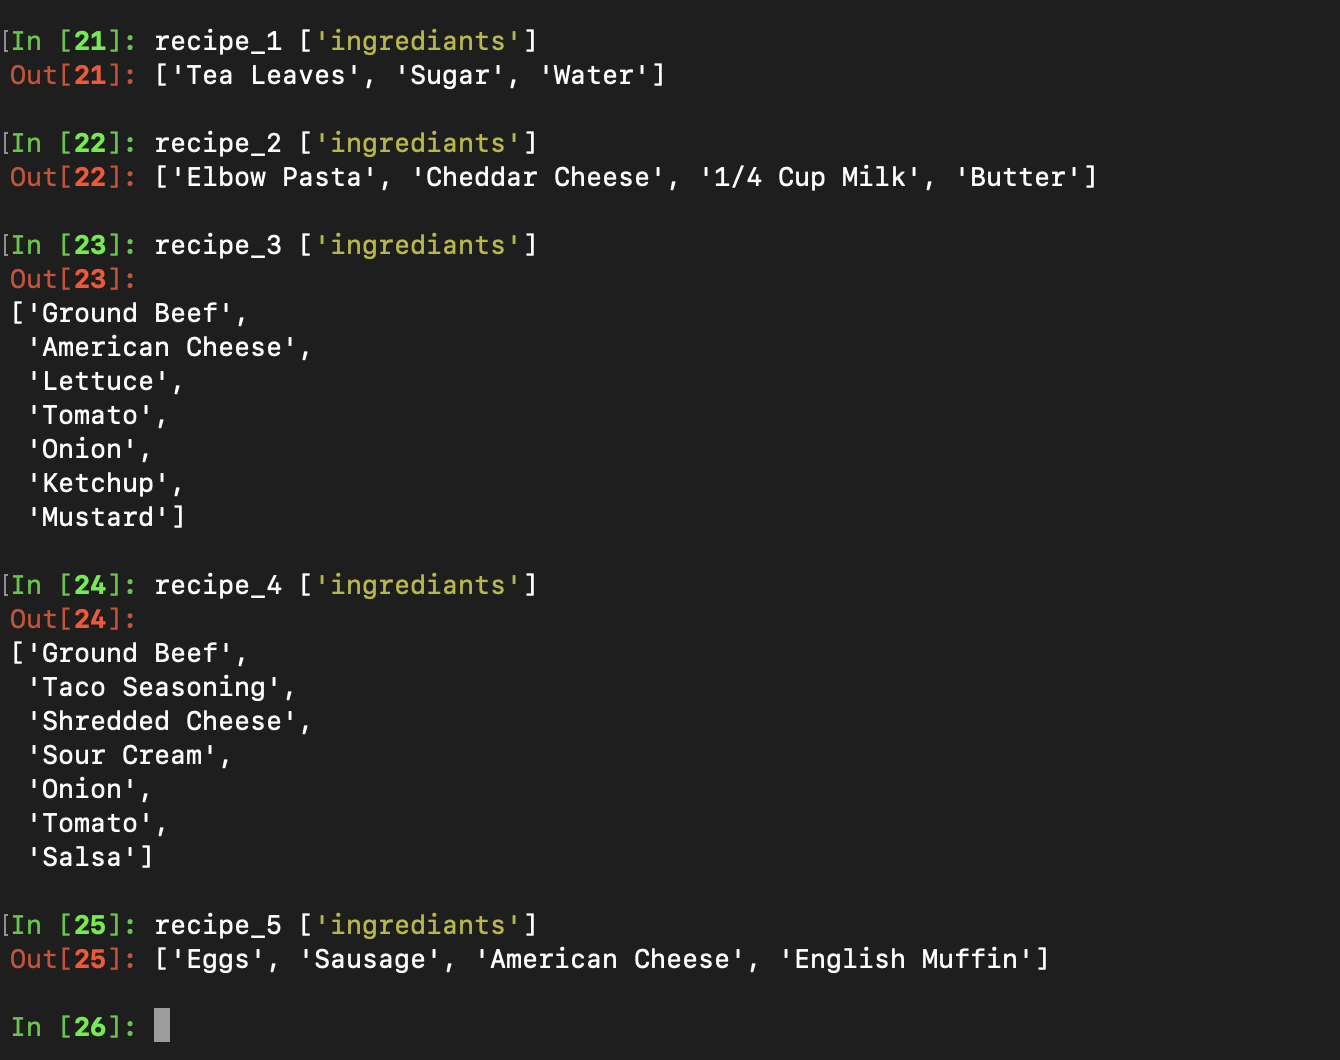 [In [21]: recipe_1 ['ingrediants']
Out[21]: ['Tea Leaves', 'Sugar', 'Water']
[In [22]: recipe_2 ['ingrediants']
Out[22]: ['Elbow Pasta', 'Cheddar Cheese', '1/4 Cup Milk', 'Butter']
[In [23]: recipe_3 ['ingrediants']
Out[23]:
['Ground Beef',
'American Cheese',
'Lettuce',
'Tomato',
'Onion',
'Ketchup',
'Mustard']
[In [24]: recipe_4 ['ingrediants']
Out[24]:
['Ground Beef',
'Taco Seasoning',
'Shredded Cheese',
'Sour Cream',
'Onion',
'Tomato',
'Salsa']
[In [25]: recipe_5 ['ingrediants']
Out[25]: ['Eggs', 'Sausage', 'American Cheese', 'English Muffin']
In [26]: